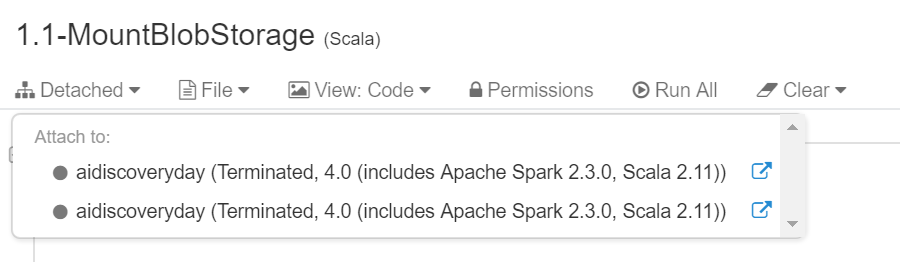 1.1-MountBlobStorage (Scala)
Detached File View: Code Permissions Run All Clear
Attach to:
aidiscoveryday (Terminated, 4.0 (includes Apache Spark 2.3.0, Scala 2.11))
aidiscoveryday (Terminated, 4.0 (includes Apache Spark 2.3.0, Scala 2.11))